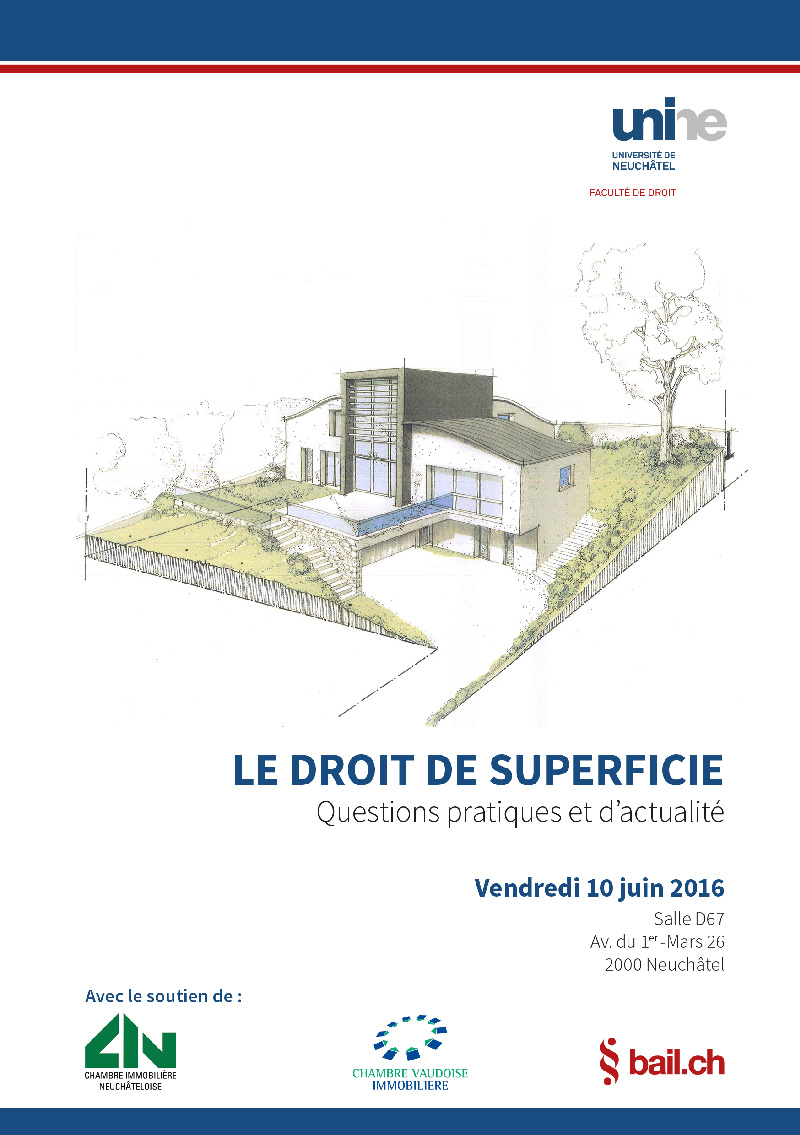 unine
UNIVERSITÉ DE
NEUCHÂTEL
FACULTÉ DE DROIT
LE DROIT DE SUPERFICIE
Questions pratiques et d’actualité
Vendredi 10 juin 2016
Salle D67
Av. du 1er-Mars 26
2000 Neuchâtel
Avec le soutien de :
CHAMBRE IMMOBILIÈRE
NEUCHÂTELOISE
CHAMBRE VAUDOISE
IMMOBILIÈRE
bail.ch